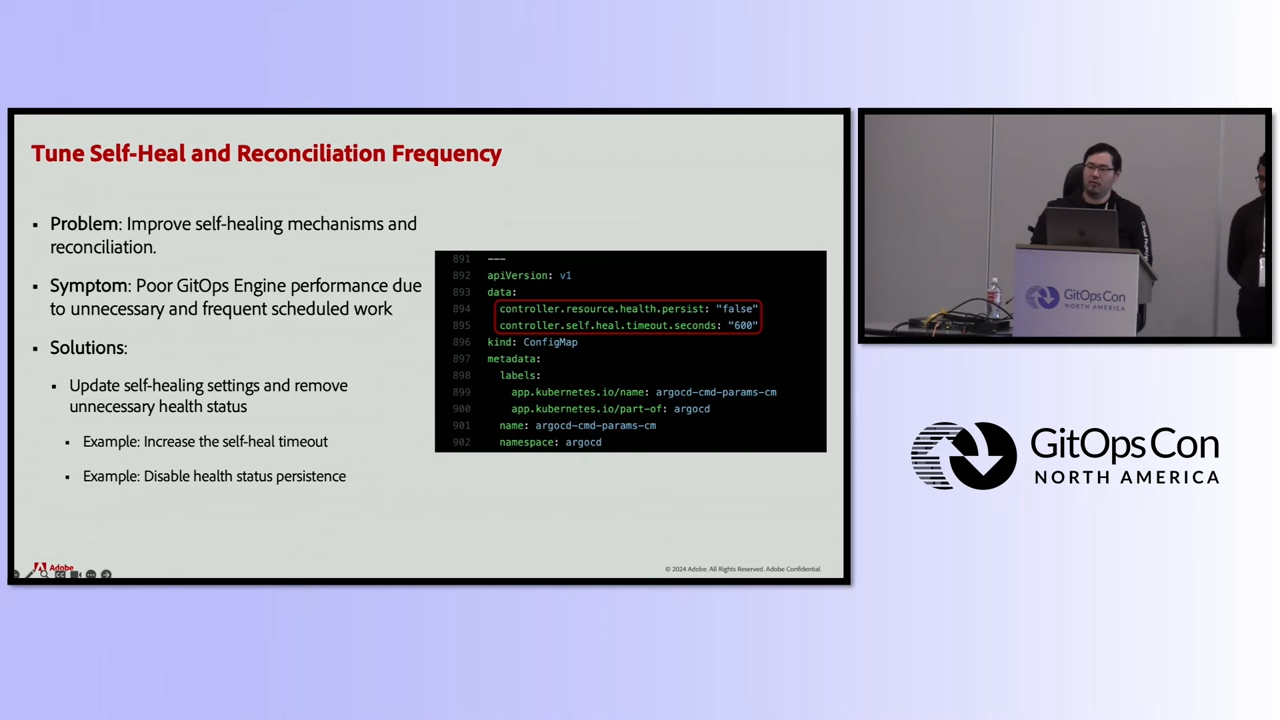 Tune Self-Heal and Reconciliation Frequency
▪ Problem: Improve self-healing mechanisms and
reconciliation.
▪ Symptom: Poor GitOps Engine performance due
to unnecessary and frequent scheduled work
▪ Solutions:
▪ Update self-healing settings and remove
unnecessary health status
▪ Example: Increase the self-heal timeout
▪ Example: Disable health status persistence
891 ---
892 apiVersion: v1
893 data:
894 controller.resource.health.persist: "false"
895 controller.self.heal.timeout.seconds: "600"
896 kind: ConfigMap
897 metadata:
898 labels:
899 app.kubernetes.io/name: argocd-cmd-params-cm
900 app.kubernetes.io/part-of: argocd
901 name: argocd-cmd-params-cm
902 namespace: argocd
Adobe
© 2024 Adobe. All Rights Reserved. Adobe Confidential.
GitOpsCon
NORTH AMERICA
GitOpsCon
NORTH AMERICA